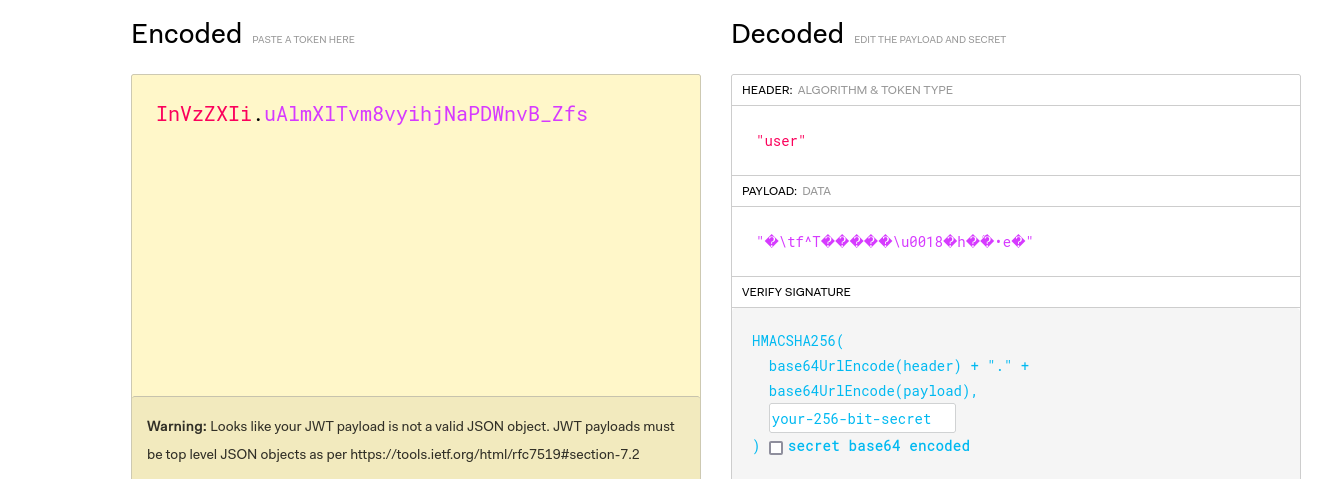 Encoded PASTE A TOKEN HERE
InVzZXIi.uAlmXlTvm8vyihjNaPDWnvB_Zfs
Warning: Looks like your JWT payload is not a valid JSON object. JWT payloads must
be top level JSON objects as per https://tools.ietf.org/html/rfc7519#section-7.2
Decoded EDIT THE PAYLOAD AND SECRET
HEADER: ALGORITHM & TOKEN TYPE
"user"
PAYLOAD: DATA
"�\tf^T�����\u0018�h��•e�"
VERIFY SIGNATURE
HMACSHA256(
base64UrlEncode(header) + "." +
base64UrlEncode(payload),
your-256-bit-secret
) secret base64 encoded